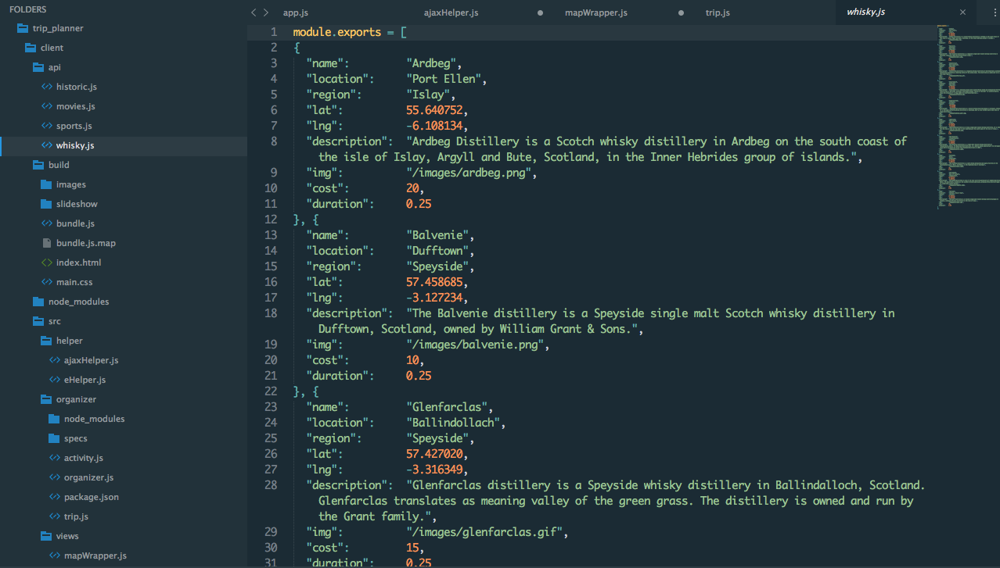 FOLDERS
trip_planner
client
api
historic.js
movies.js
sports.js
whisky.js
build
images
slideshow
bundle.js
bundle.js.map
index.html
main.css
node_modules
src
helper
ajaxHelper.js
eHelper.js
organizer
node_modules
specs
activity.js
organizer.js
package.json
trip.js
views
mapWrapper.js
app.js ajaxHelper.js mapWrapper.js trip.js whisky.js
1 module.exports = [
2 {
3 "name": "Ardbeg",
4 "location": "Port Ellen",
5 "region": "Islay",
6 "lat": 55.640752,
7 "lng": -6.108134,
8 "description": "Ardbeg Distillery is a Scotch whisky distillery in Ardbeg on the south coast of
the isle of Islay, Argyll and Bute, Scotland, in the Inner Hebrides group of islands.",
9 "img": "/images/ardbeg.png",
10 "cost": 20,
11 "duration": 0.25
12 }, {
13 "name": "Balvenie",
14 "location": "Dufftown",
15 "region": "Speyside",
16 "lat": 57.458685,
17 "lng": -3.127234,
18 "description": "The Balvenie distillery is a Speyside single malt Scotch whisky distillery in
Dufftown, Scotland, owned by William Grant & Sons.",
19 "img": "/images/balvenie.png",
20 "cost": 10,
21 "duration": 0.25
22 }, {
23 "name": "Glenfarclas",
24 "location": "Ballindollach",
25 "region": "Speyside",
26 "lat": 57.427020,
27 "lng": -3.316349,
28 "description": "Glenfarclas distillery is a Speyside whisky distillery in Ballindalloch, Scotland.
Glenfarclas translates as meaning valley of the green grass. The distillery is owned and run by
the Grant family.",
29 "img": "/images/glenfarclas.gif",
30 "cost": 15,
31 "duration": 0.25